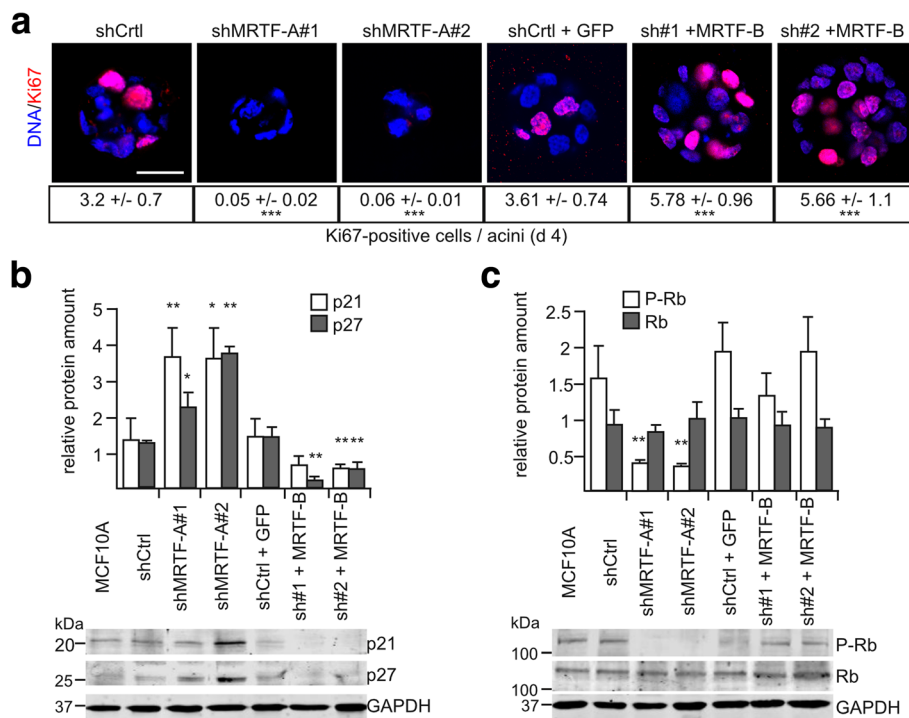 a
shCrtl
shMRTF-A#1
shMRTF-A#2
shCrtl + GFP
sh#1 +MRTF-B
sh#2 +MRTF-B
DNA/Ki67
3.2 +/- 0.7
0.05 +/- 0.02
***
0.06 +/- 0.01
***
3.61 +/- 0.74
5.78 +/- 0.96
***
5.66 +/- 1.1
***
Ki67-positive cells / acini (d 4)
b
p21
p27
relative protein amount
5
4
3
2
1
** * * ** ** ****
MCF10A
shCtrl
shMRTF-A#1
shMRTF-A#2
shCtrl + GFP
sh#1 + MRTF-B
sh#2 + MRTF-B
kDa
20
p21
25
p27
37
GAPDH
c
P-Rb
Rb
relative protein amount
2.5
2
1.5
1
0.5
** **
MCF10A
shCtrl
shMRTF-A#1
shMRTF-A#2
shCtrl + GFP
sh#1 + MRTF-B
sh#2 + MRTF-B
kDa
100
P-Rb
100
Rb
37
GAPDH